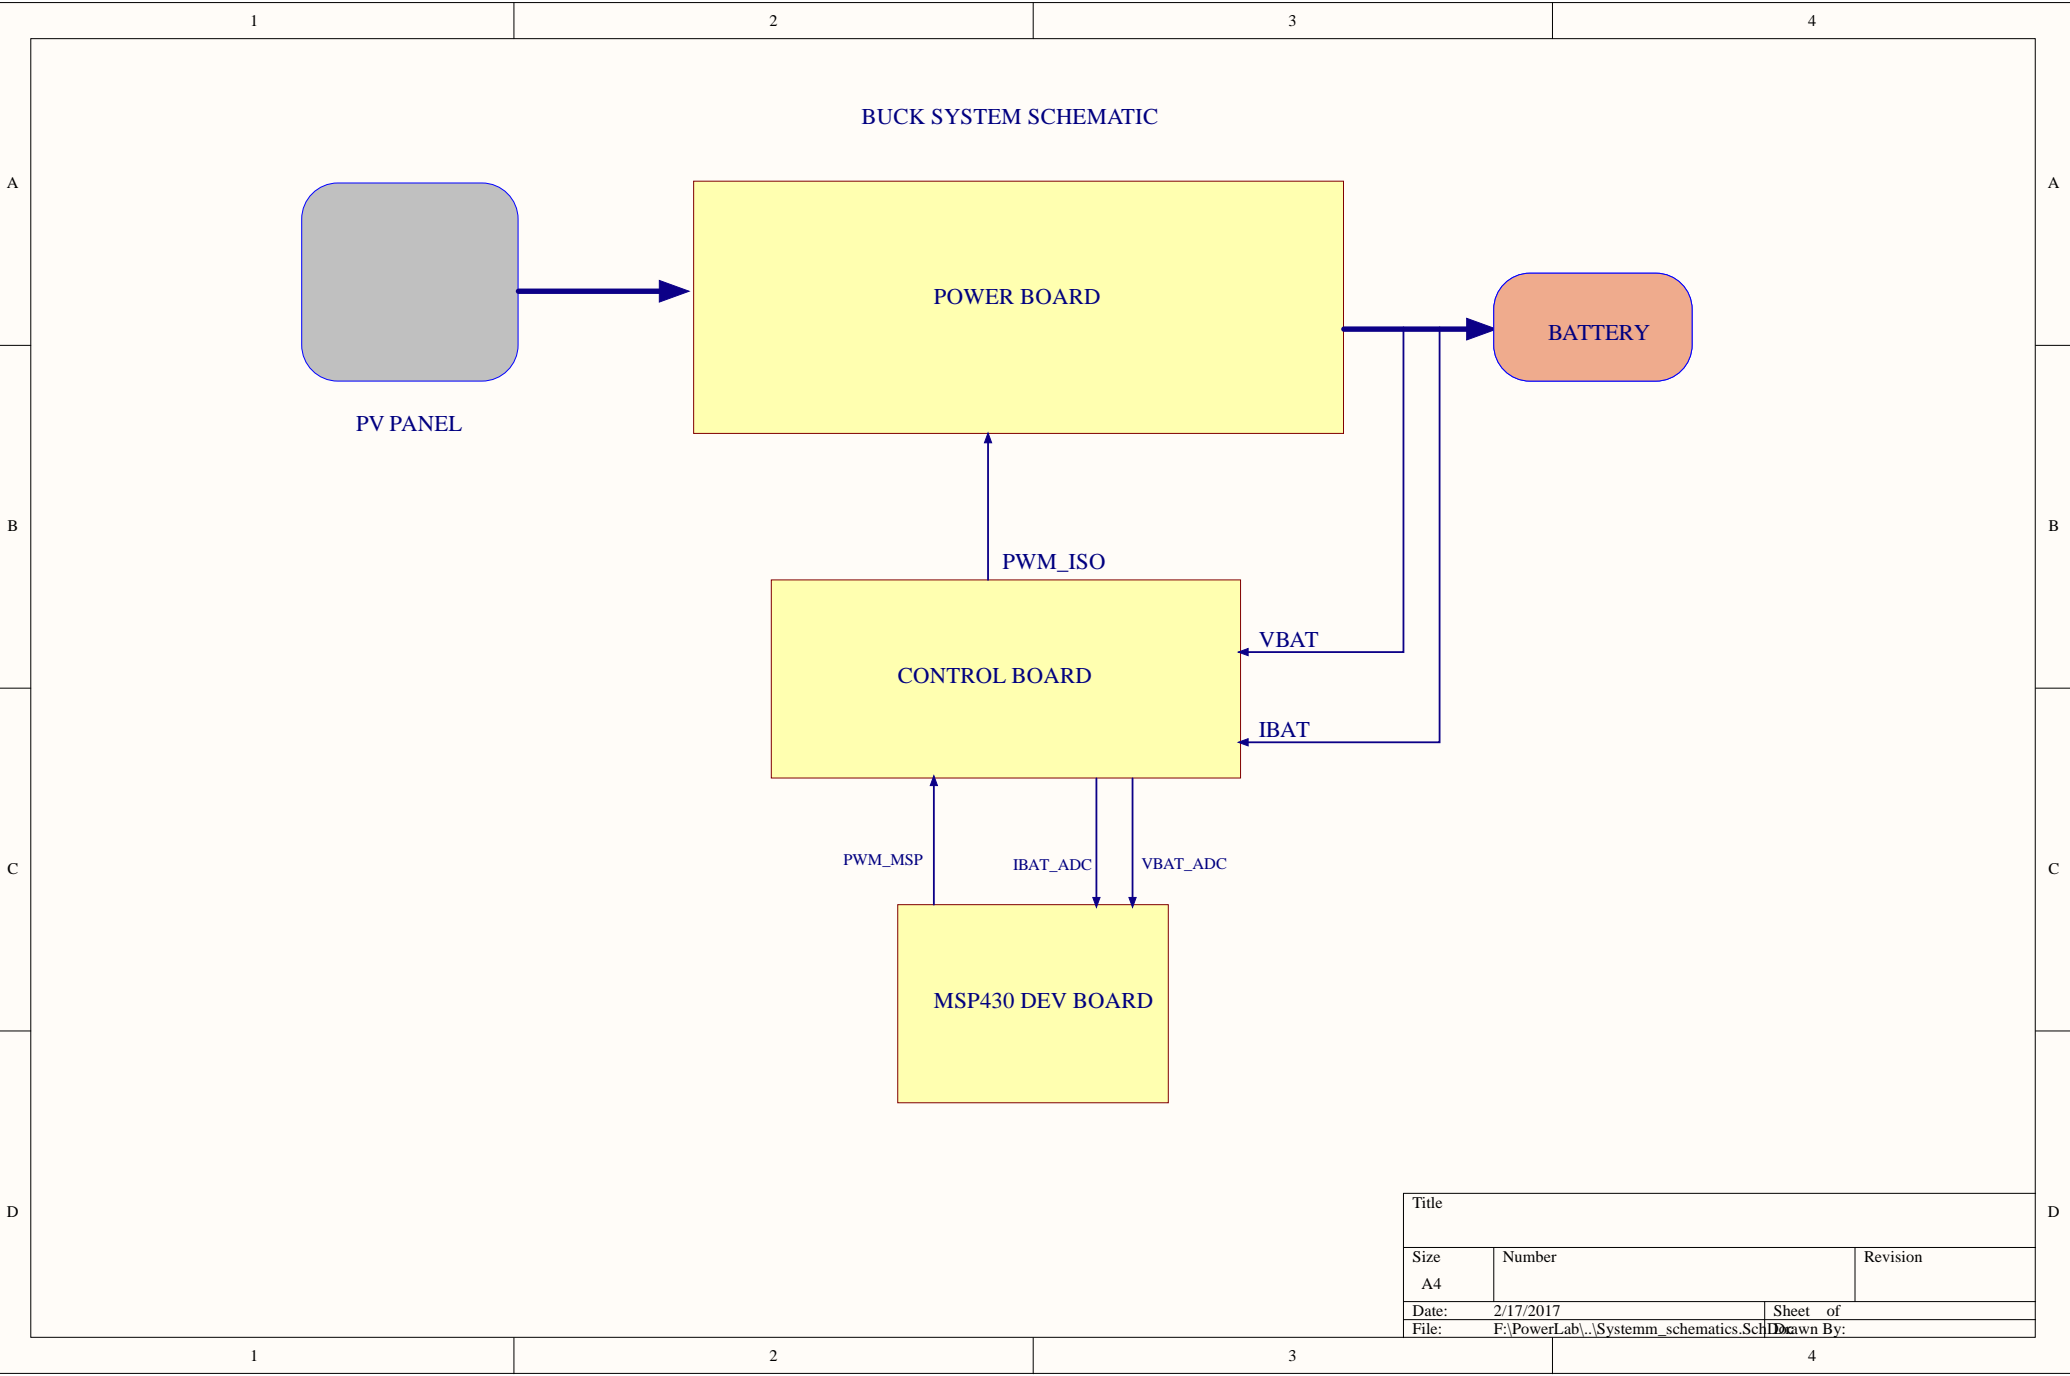 1 2 3 4
BUCK SYSTEM SCHEMATIC
A A
POWER BOARD
BATTERY
PV PANEL
B B
PWM_ISO
VBAT
CONTROL BOARD
IBAT
PWM_MSP IBAT_ADC VBAT_ADC
C C
MSP430 DEV BOARD
Title
D D
Size Number Revision
A4
Date: 2/17/2017 Sheet of
File: F:\PowerLab\..\Systemm_schematics.SchDoc Drawn By:
1 2 3 4